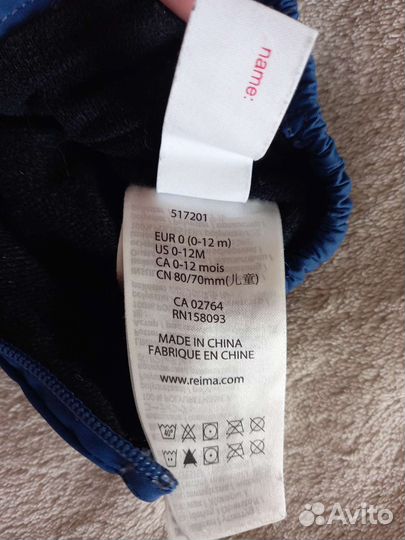 name:
517201
EUR 0 (0-12 m)
US 0-12M
CA 0-12 mois
CN 80/70mm(儿童)
CA 02764
RN158093
MADE IN CHINA
FABRIQUE EN CHINE
www.reima.com
40°
Avito